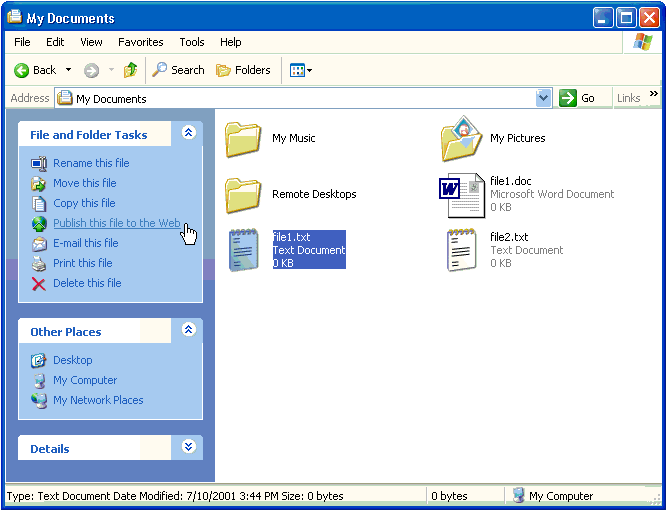 My Documents
File Edit View Favorites Tools Help
Back Search Folders
Address My Documents Go Links »
File and Folder Tasks
Rename this file
Move this file
Copy this file
Publish this file to the Web
E-mail this file
Print this file
Delete this file
Other Places
Desktop
My Computer
My Network Places
Details
My Music
My Pictures
Remote Desktops
file1.doc
Microsoft Word Document
0 KB
file1.txt
Text Document
0 KB
file2.txt
Text Document
0 KB
Type: Text Document Date Modified: 7/10/2001 3:44 PM Size: 0 bytes 0 bytes My Computer